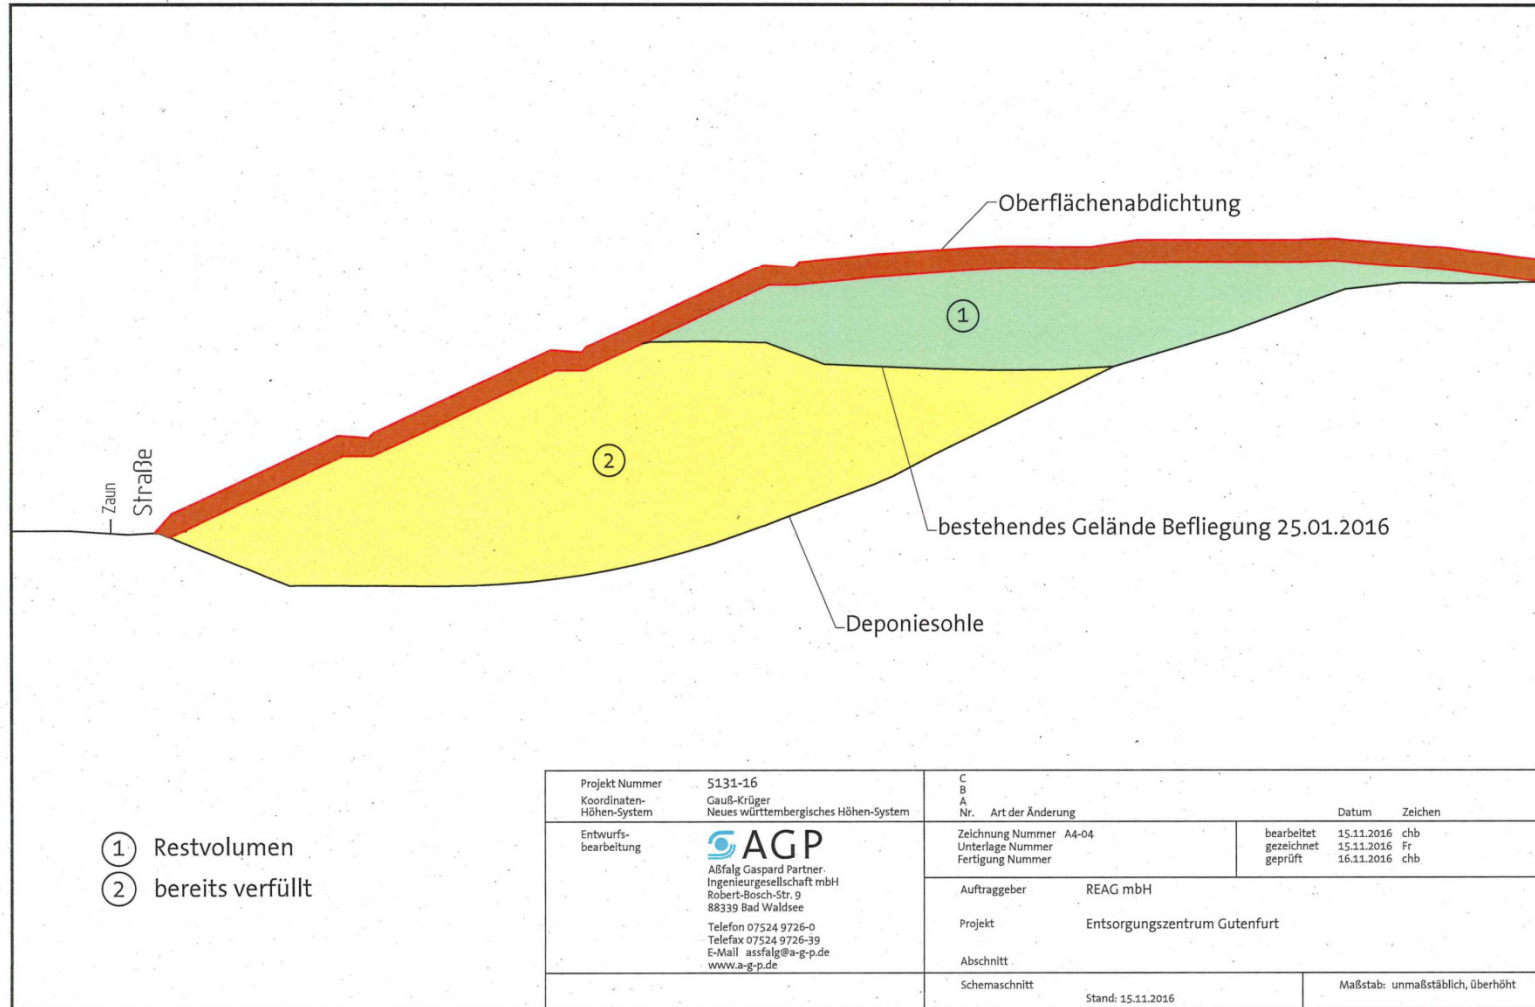 Oberflächenabdichtung
1
2
Zaun
Straße
bestehendes Gelände Befliegung 25.01.2016
Deponiesohle
1 Restvolumen
2 bereits verfüllt
Projekt Nummer 5131-16
Koordinaten- Gauß-Krüger
Höhen-System Neues württembergisches Höhen-System
Entwurfs-
bearbeitung
AGP
Aßfalg Gaspard Partner
Ingenieurgesellschaft mbH
Robert-Bosch-Str. 9
88339 Bad Waldsee
Telefon 07524 9726-0
Telefax 07524 9726-39
E-Mail assfalg@a-g-p.de
www.a-g-p.de
C
B
A
Nr. Art der Änderung Datum Zeichen
Zeichnung Nummer A4-04
Unterlage Nummer
Fertigung Nummer
bearbeitet 15.11.2016 chb
gezeichnet 15.11.2016 Fr
geprüft 16.11.2016 chb
Auftraggeber REAG mbH
Projekt Entsorgungszentrum Gutenfurt
Abschnitt
Schemaschnitt
Stand: 15.11.2016
Maßstab: unmaßstäblich, überhöht